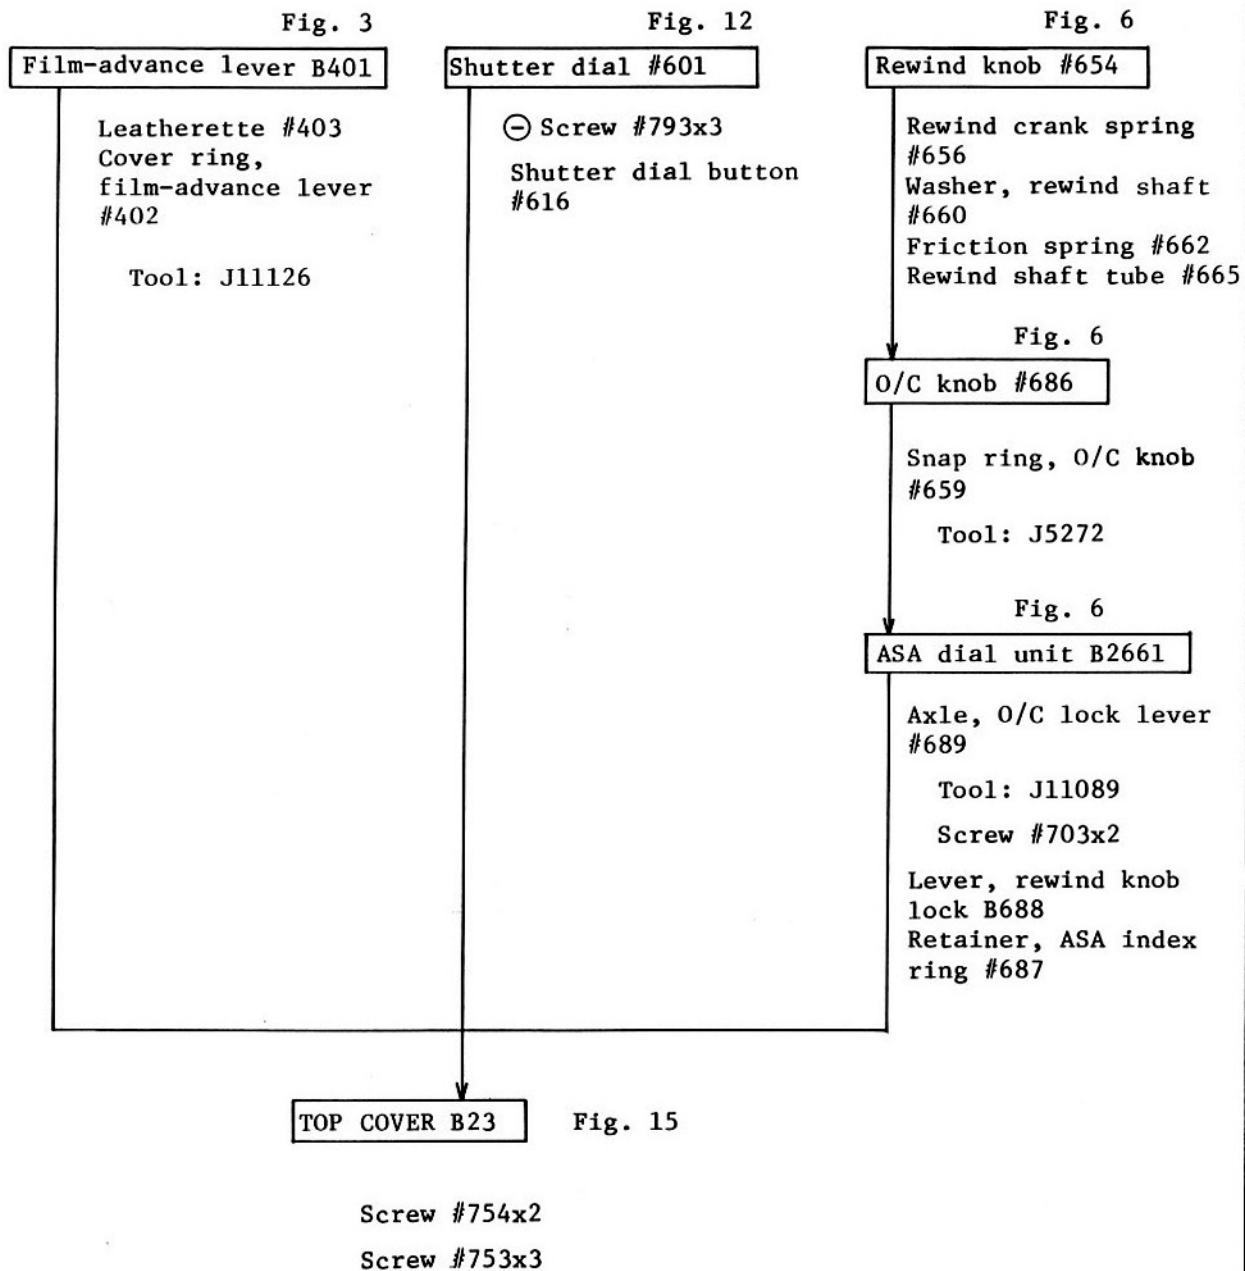 Fig. 3
Film-advance lever B401
Leatherette #403
Cover ring,
film-advance lever
#402
Tool: J11126
Fig. 12
Shutter dial #601
⊖ Screw #793x3
Shutter dial button
#616
Fig. 6
Rewind knob #654
Rewind crank spring
#656
Washer, rewind shaft
#660
Friction spring #662
Rewind shaft tube #665
Fig. 6
O/C knob #686
Snap ring, O/C knob
#659
Tool: J5272
Fig. 6
ASA dial unit B2661
Axle, O/C lock lever
#689
Tool: J11089
Screw #703x2
Lever, rewind knob
lock B688
Retainer, ASA index
ring #687
TOP COVER B23
Fig. 15
Screw #754x2
Screw #753x3